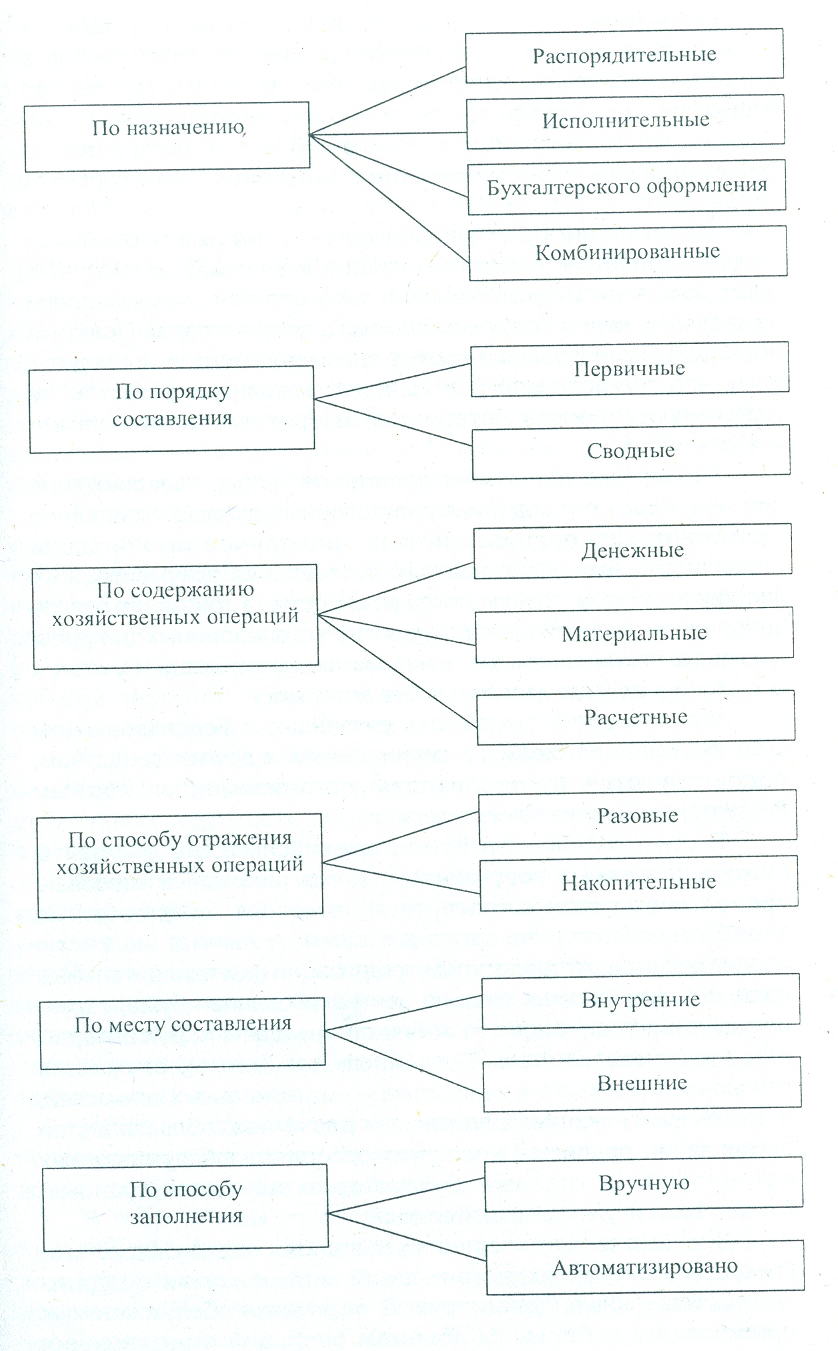 По назначению,
Распорядительные
Исполнительные
Бухгалтерского оформления
Комбинированные
По порядку
составления
Первичные
Сводные
По содержанию
хозяйственных операций
Денежные
Материальные
Расчетные
По способу отражения
хозяйственных операций
Разовые
Накопительные
По месту составления
Внутренние
Внешние
По способу
заполнения
Вручную
Автоматизировано